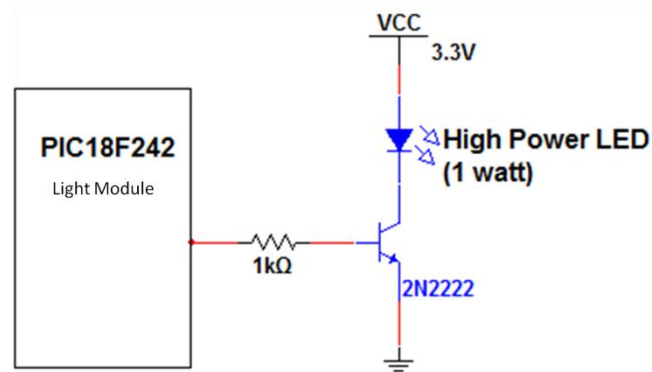 VCC
3.3V
PIC18F242
Light Module
High Power LED
(1 watt)
1kΩ
2N2222